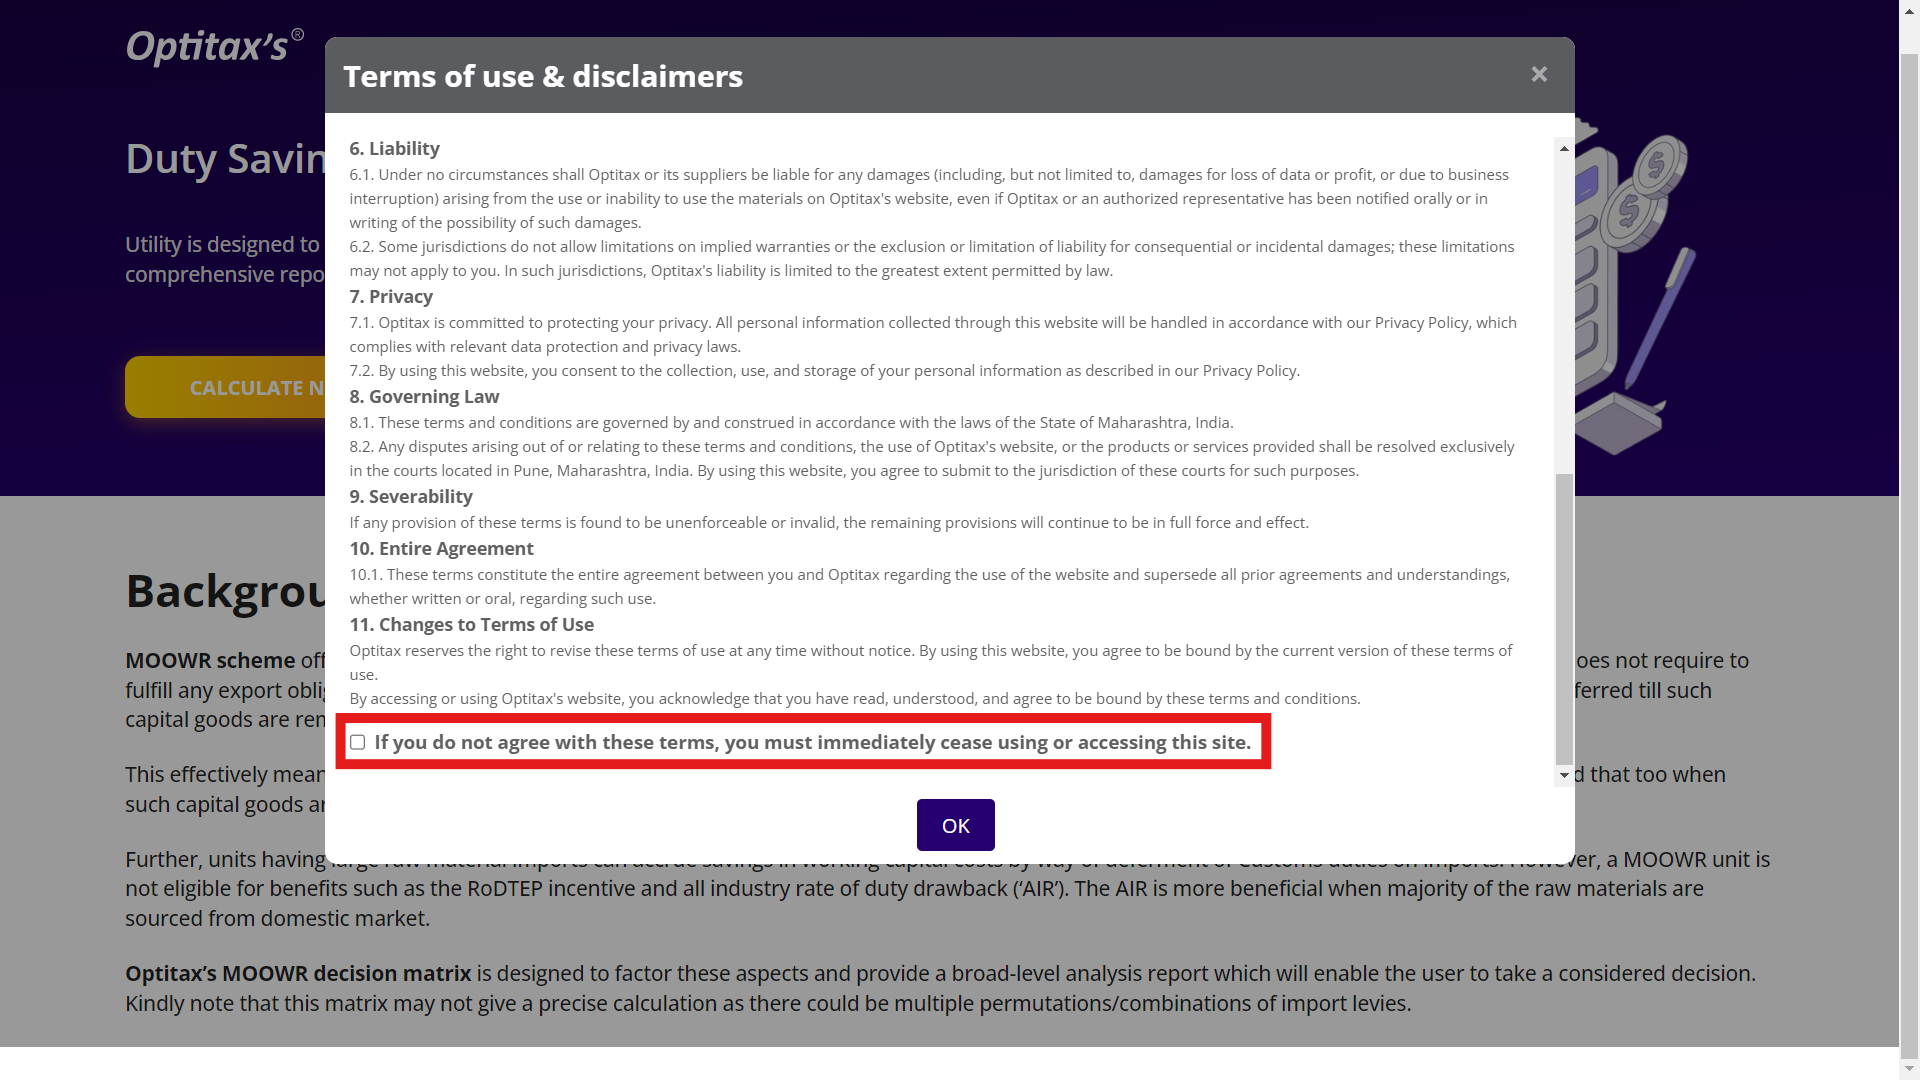 Optitax's®
Terms of use & disclaimers
×
Duty Savin
Utility is designed to
comprehensive repo
CALCULATE N
6. Liability
6.1. Under no circumstances shall Optitax or its suppliers be liable for any damages (including, but not limited to, damages for loss of data or profit, or due to business
interruption) arising from the use or inability to use the materials on Optitax's website, even if Optitax or an authorized representative has been notified orally or in
writing of the possibility of such damages.
6.2. Some jurisdictions do not allow limitations on implied warranties or the exclusion or limitation of liability for consequential or incidental damages; these limitations
may not apply to you. In such jurisdictions, Optitax's liability is limited to the greatest extent permitted by law.
7. Privacy
7.1. Optitax is committed to protecting your privacy. All personal information collected through this website will be handled in accordance with our Privacy Policy, which
complies with relevant data protection and privacy laws.
7.2. By using this website, you consent to the collection, use, and storage of your personal information as described in our Privacy Policy.
8. Governing Law
8.1. These terms and conditions are governed by and construed in accordance with the laws of the State of Maharashtra, India.
8.2. Any disputes arising out of or relating to these terms and conditions, the use of Optitax's website, or the products or services provided shall be resolved exclusively
in the courts located in Pune, Maharashtra, India. By using this website, you agree to submit to the jurisdiction of these courts for such purposes.
9. Severability
If any provision of these terms is found to be unenforceable or invalid, the remaining provisions will continue to be in full force and effect.
10. Entire Agreement
10.1. These terms constitute the entire agreement between you and Optitax regarding the use of the website and supersede all prior agreements and understandings,
whether written or oral, regarding such use.
11. Changes to Terms of Use
Optitax reserves the right to revise these terms of use at any time without notice. By using this website, you agree to be bound by the current version of these terms of
use.
By accessing or using Optitax's website, you acknowledge that you have read, understood, and agree to be bound by these terms and conditions.
If you do not agree with these terms, you must immediately cease using or accessing this site.
OK
Backgrou
MOOWR scheme off oes not require to
fulfill any export oblig ferred till such
capital goods are ren
This effectively mean d that too when
such capital goods ar
Further, units having large raw material imports can accrue savings in working capital costs by way of deferment of Customs duties on imports. However, a MOOWR unit is
not eligible for benefits such as the RoDTEP incentive and all industry rate of duty drawback (‘AIR’). The AIR is more beneficial when majority of the raw materials are
sourced from domestic market.
Optitax’s MOOWR decision matrix is designed to factor these aspects and provide a broad-level analysis report which will enable the user to take a considered decision.
Kindly note that this matrix may not give a precise calculation as there could be multiple permutations/combinations of import levies.